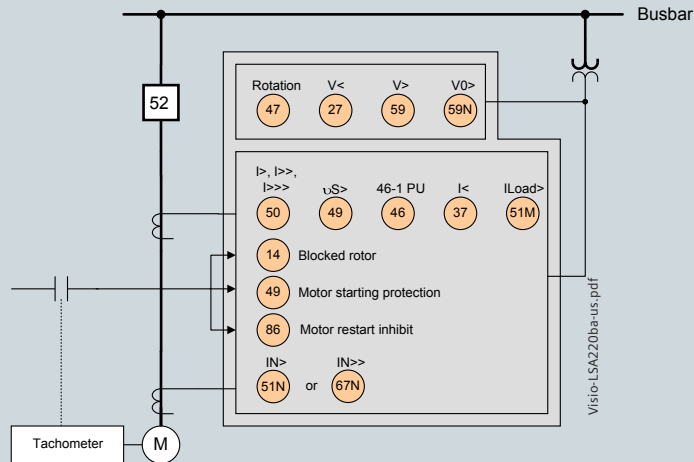 Busbar
52
Rotation V< V> V0>
47 27 59 59N
I>, I>>,
I>>> υS> 46-1 PU I< ILoad>
50 49 46 37 51M
14 Blocked rotor
49 Motor starting protection
86 Motor restart inhibit
IN> IN>>
51N or 67N
Visio-LSA220ba-us.pdf
Tachometer M